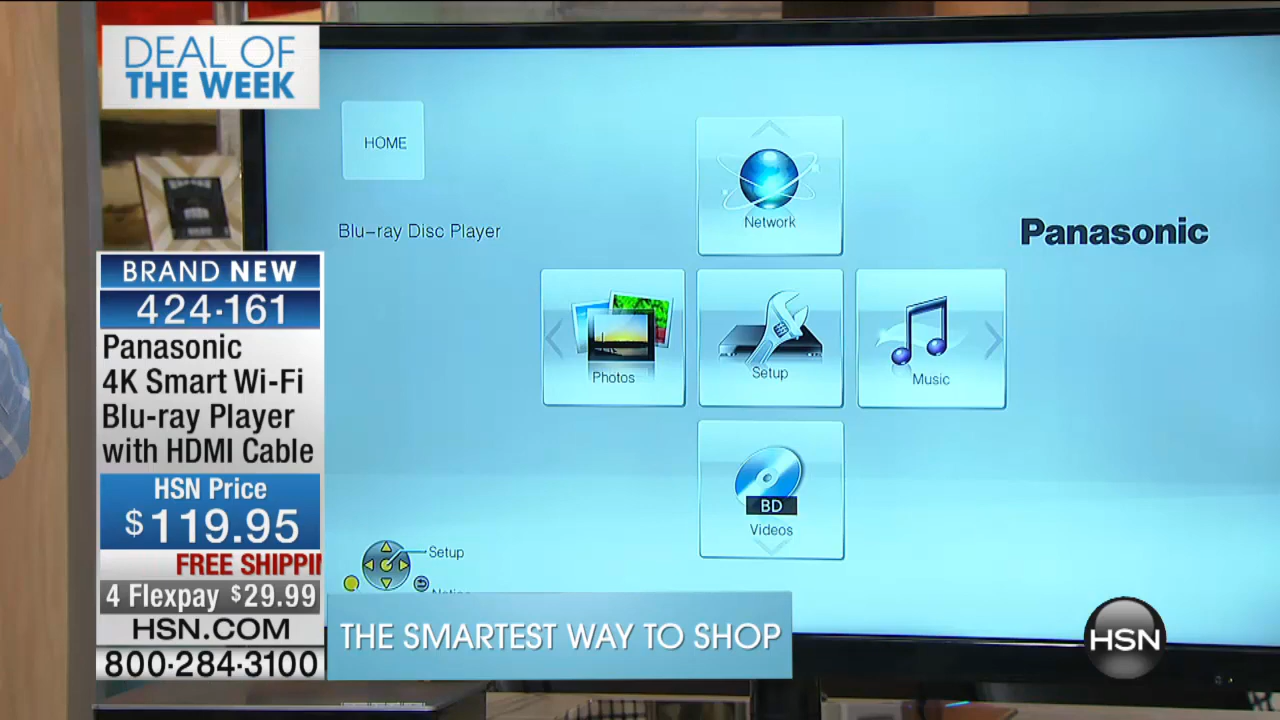 DEAL OF
THE WEEK
BRAND NEW
424-161
Panasonic
4K Smart Wi-Fi
Blu-ray Player
with HDMI Cable
HSN Price
$119.95
FREE SHIPPI
4 Flexpay $29.99
HSN.COM
800-284-3100
HOME
Blu-ray Disc Player
Network
Panasonic
Photos
Setup
Music
BD
Videos
Setup
THE SMARTEST WAY TO SHOP
HSN